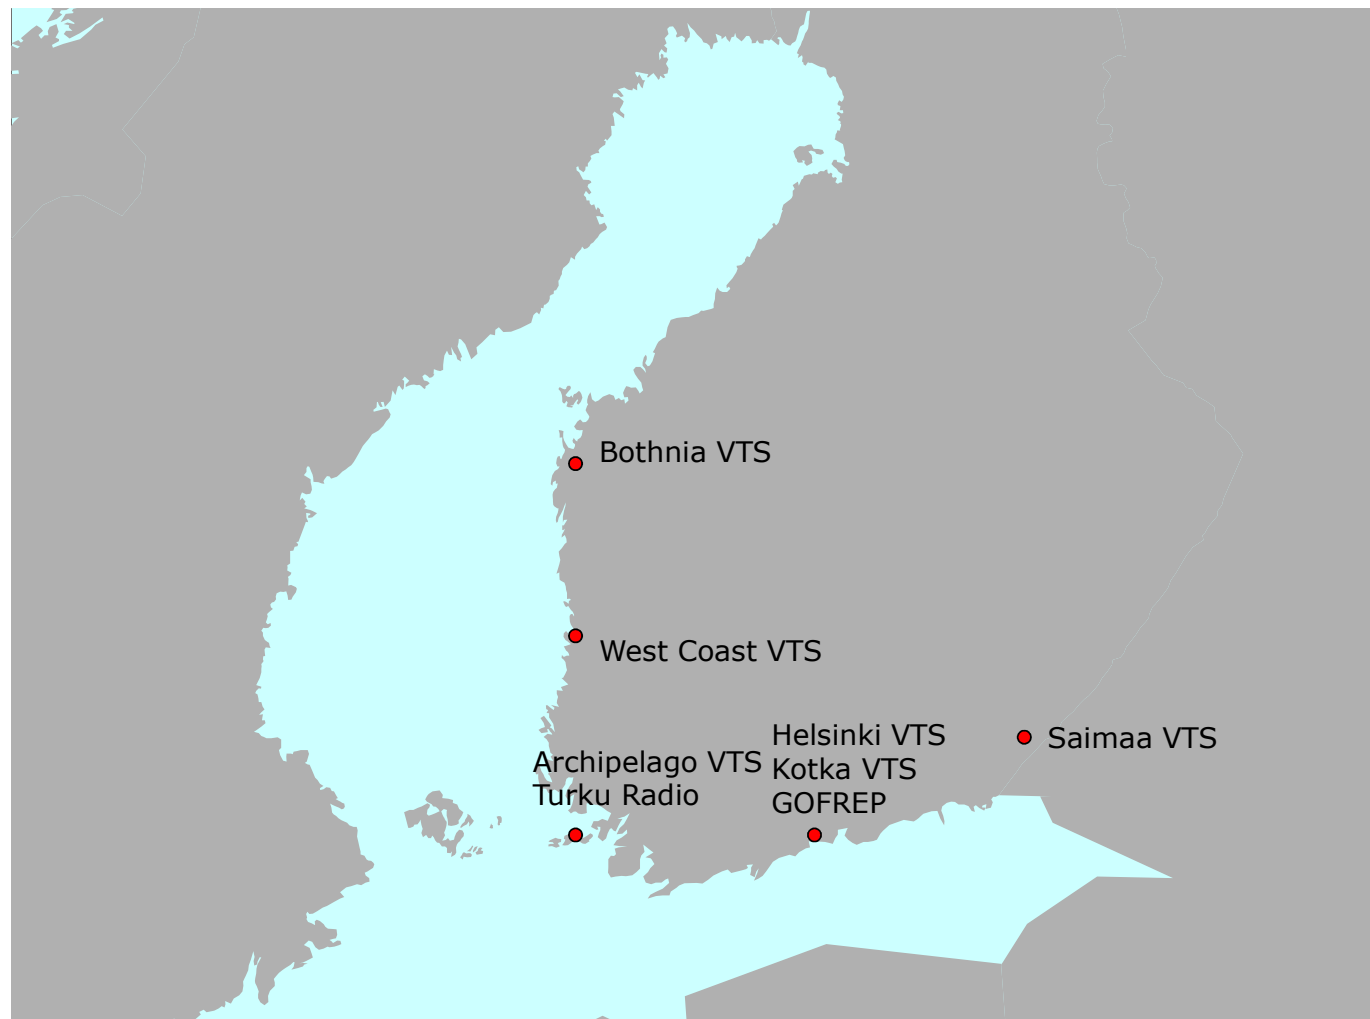 Bothnia VTS
West Coast VTS
Helsinki VTS
Kotka VTS
GOFREP
Saimaa VTS
Archipelago VTS
Turku Radio